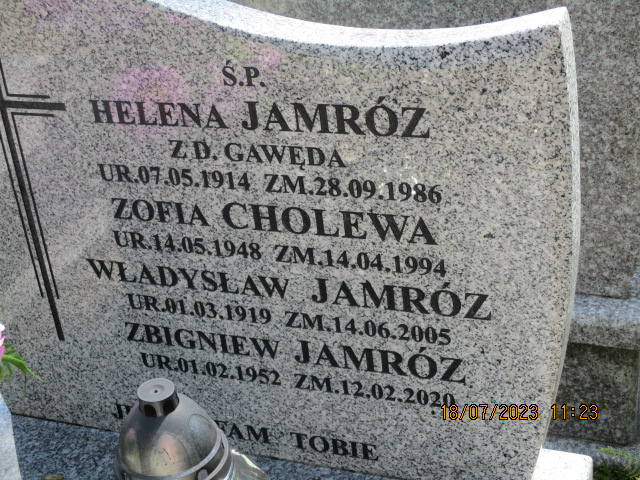 Ś.P.
HELENA JAMRÓZ
Z D. GAWĘDA
UR.07.05.1914 ZM.28.09.1986
ZOFIA CHOLEWA
UR.14.05.1948 ZM.14.04.1994
WŁADYSŁAW JAMRÓZ
UR.01.03.1919 ZM.14.06.2005
ZBIGNIEW JAMRÓZ
UR.01.02.1952 ZM.12.02.2020
TOBIE
18/07/2023 11:23